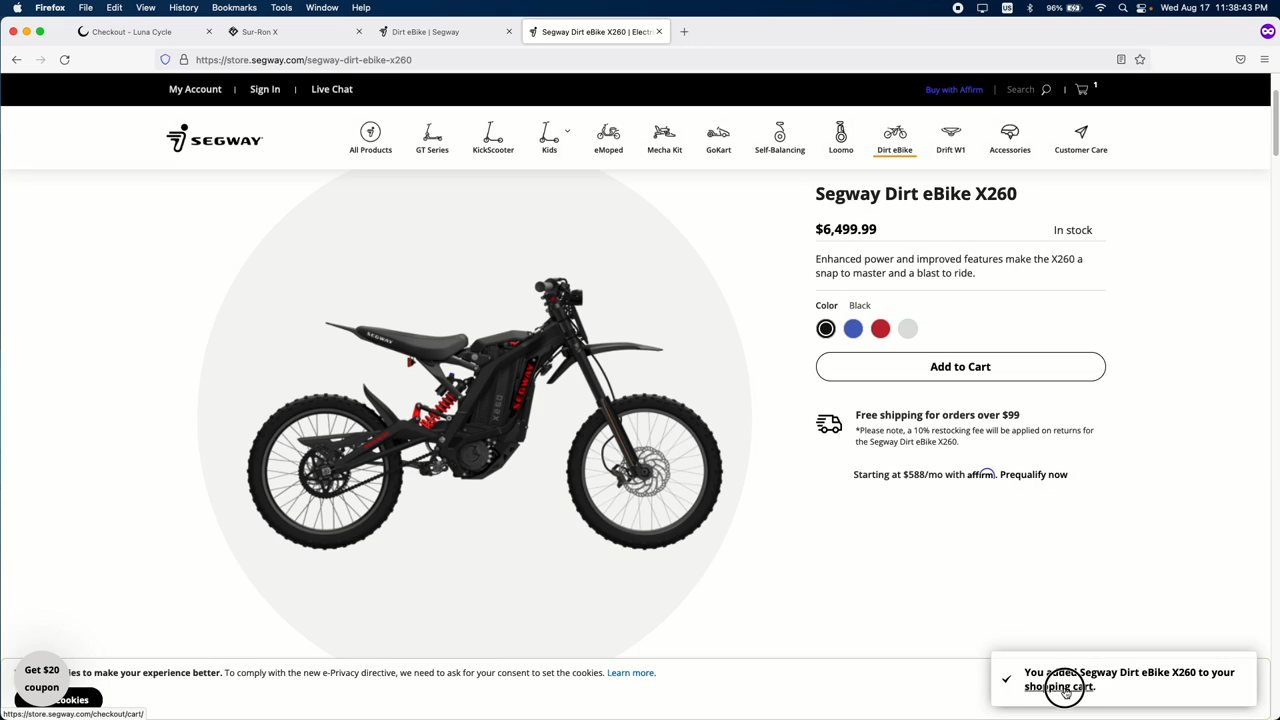 Firefox File Edit View History Bookmarks Tools Window Help
96% Wed Aug 17 11:38:43 PM
Checkout - Luna Cycle
Sur-Ron X
Dirt eBike | Segway
Segway Dirt eBike X260 | Electri
https://store.segway.com/segway-dirt-ebike-x260
My Account | Sign In | Live Chat
Buy with Affirm | Search | 1
SEGWAY
All Products GT Series KickScooter Kids eMoped Mecha Kit GoKart Self-Balancing Loomo Dirt eBike Drift W1 Accessories Customer Care
Segway Dirt eBike X260
$6,499.99 In stock
Enhanced power and improved features make the X260 a
snap to master and a blast to ride.
Color Black
Add to Cart
Free shipping for orders over $99
*Please note, a 10% restocking fee will be applied on returns for
the Segway Dirt eBike X260.
Starting at $588/mo with affirm. Prequalify now
SEGWAY
SEGWAY
X260
Get $20
coupon
to make your experience better. To comply with the new e-Privacy directive, we need to ask for your consent to set the cookies. Learn more.
cookies
You added Segway Dirt eBike X260 to your
shopping cart.
https://store.segway.com/checkout/cart/